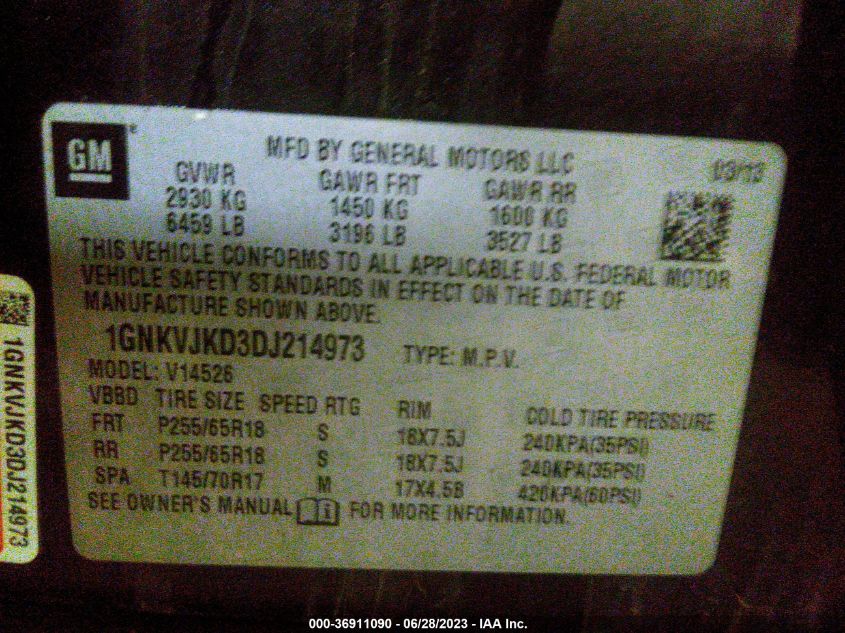 GM
®
MFD BY GENERAL MOTORS LLC 03/13
GVWR GAWR FRT GAWR RR
2930 KG 1450 KG 1600 KG
6459 LB 3196 LB 3527 LB
THIS VEHICLE CONFORMS TO ALL APPLICABLE U.S. FEDERAL MOTOR
VEHICLE SAFETY STANDARDS IN EFFECT ON THE DATE OF
MANUFACTURE SHOWN ABOVE.
1GNKVJKD3DJ214973 TYPE: M.P.V.
MODEL: V14526
VBBD TIRE SIZE SPEED RTG RIM COLD TIRE PRESSURE
FRT P255/65R18 S 18X7.5J 240KPA(35PSI)
RR P255/65R18 S 18X7.5J 240KPA(35PSI)
SPA T145/70R17 M 17X4.5B 420KPA(60PSI)
SEE OWNER'S MANUAL FOR MORE INFORMATION.
1GNKVJKD3DJ214973
000-36911090 - 06/28/2023 - IAA Inc.